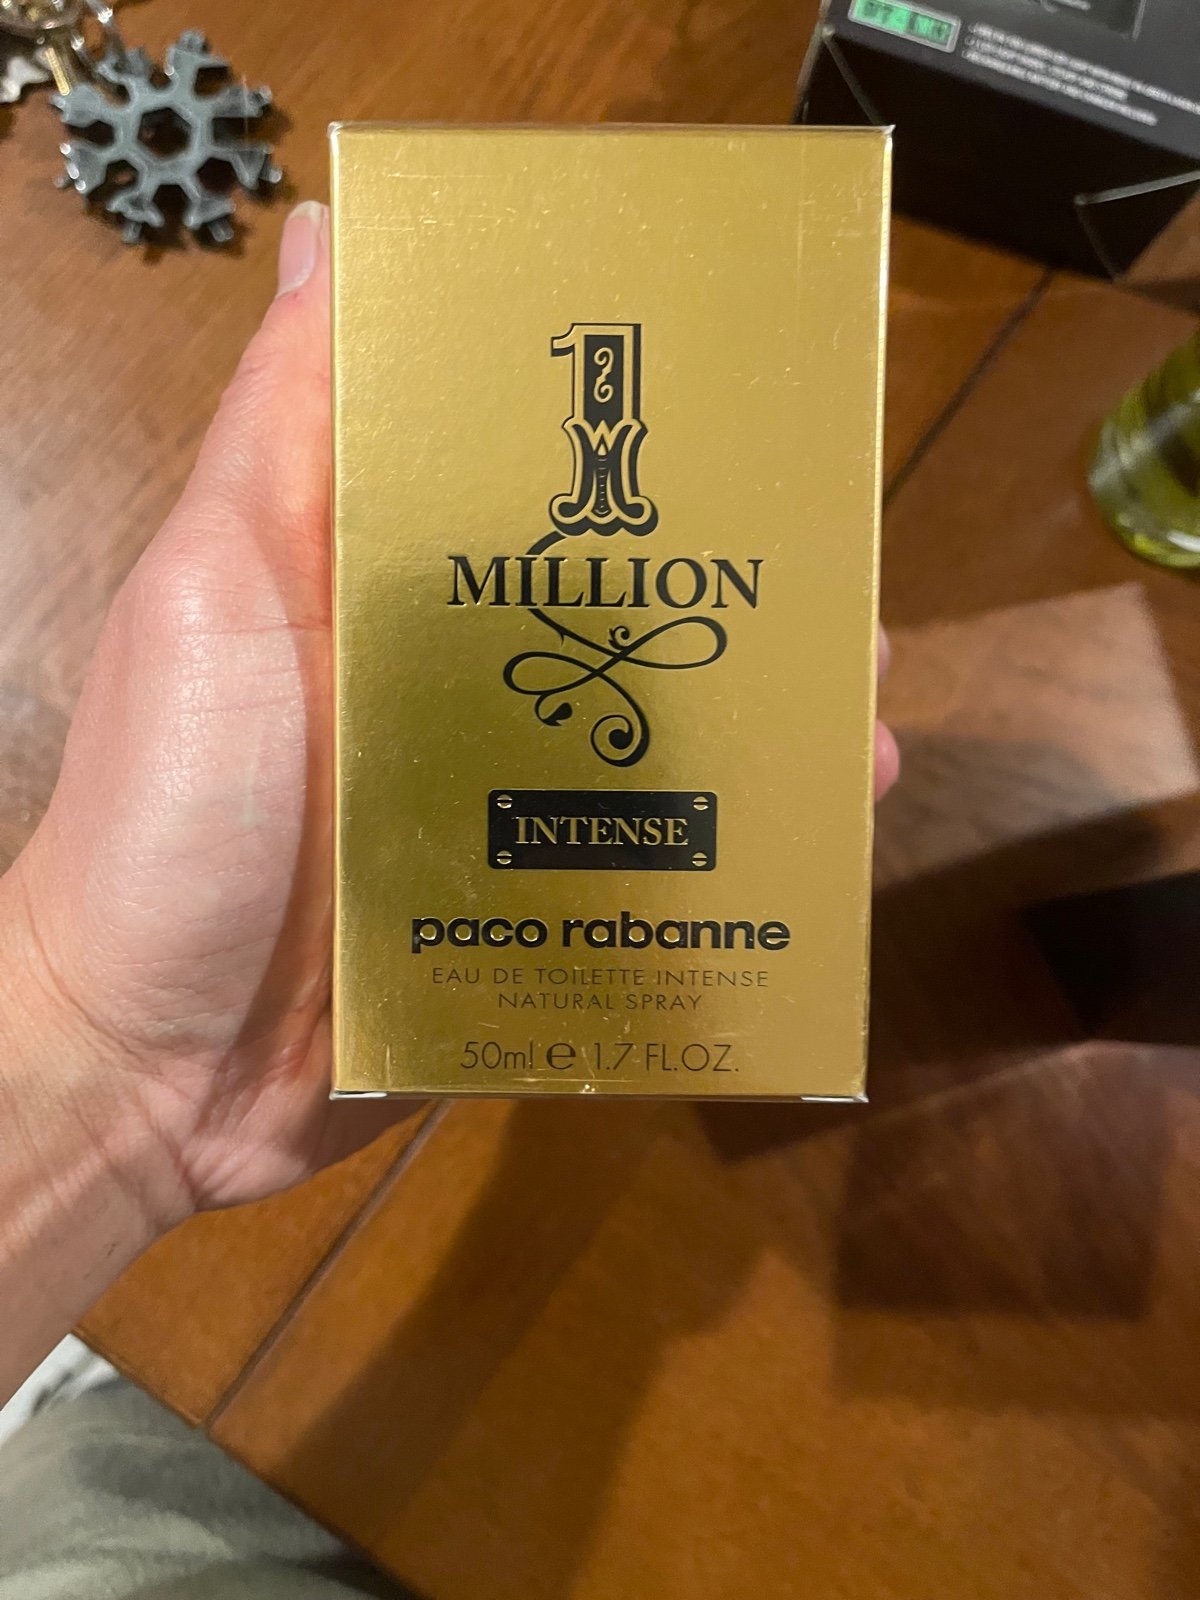 1
MILLION
INTENSE
paco rabanne
EAU DE TOILETTE INTENSE
NATURAL SPRAY
50ml e 1.7 FL.OZ.